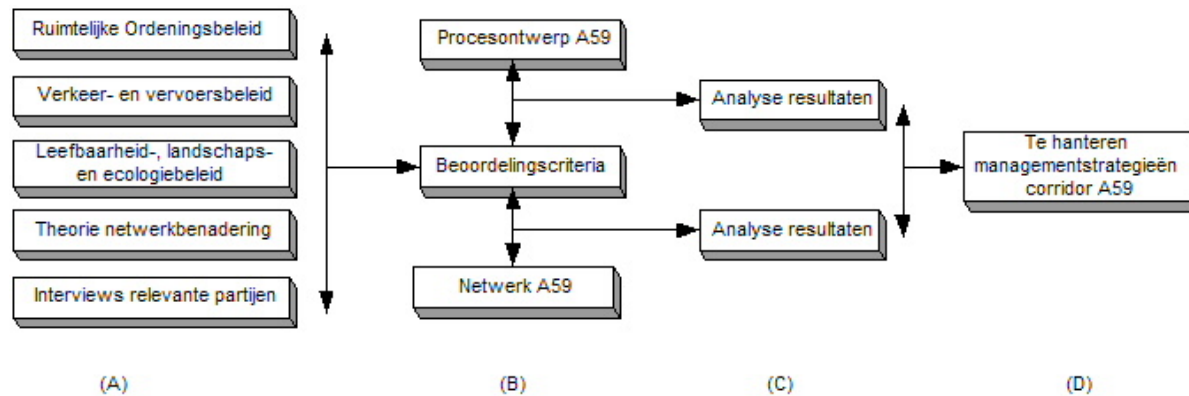 Ruimtelijke Ordeningsbeleid
Verkeer- en vervoersbeleid
Leefbaarheid-, landschaps-
en ecologiebeleid
Theorie netwerkbenadering
Interviews relevante partijen
(A)
Procesontwerp A59
Beoordelingscriteria
Netwerk A59
(B)
Analyse resultaten
Analyse resultaten
(C)
Te hanteren
managementstrategieën
corridor A59
(D)